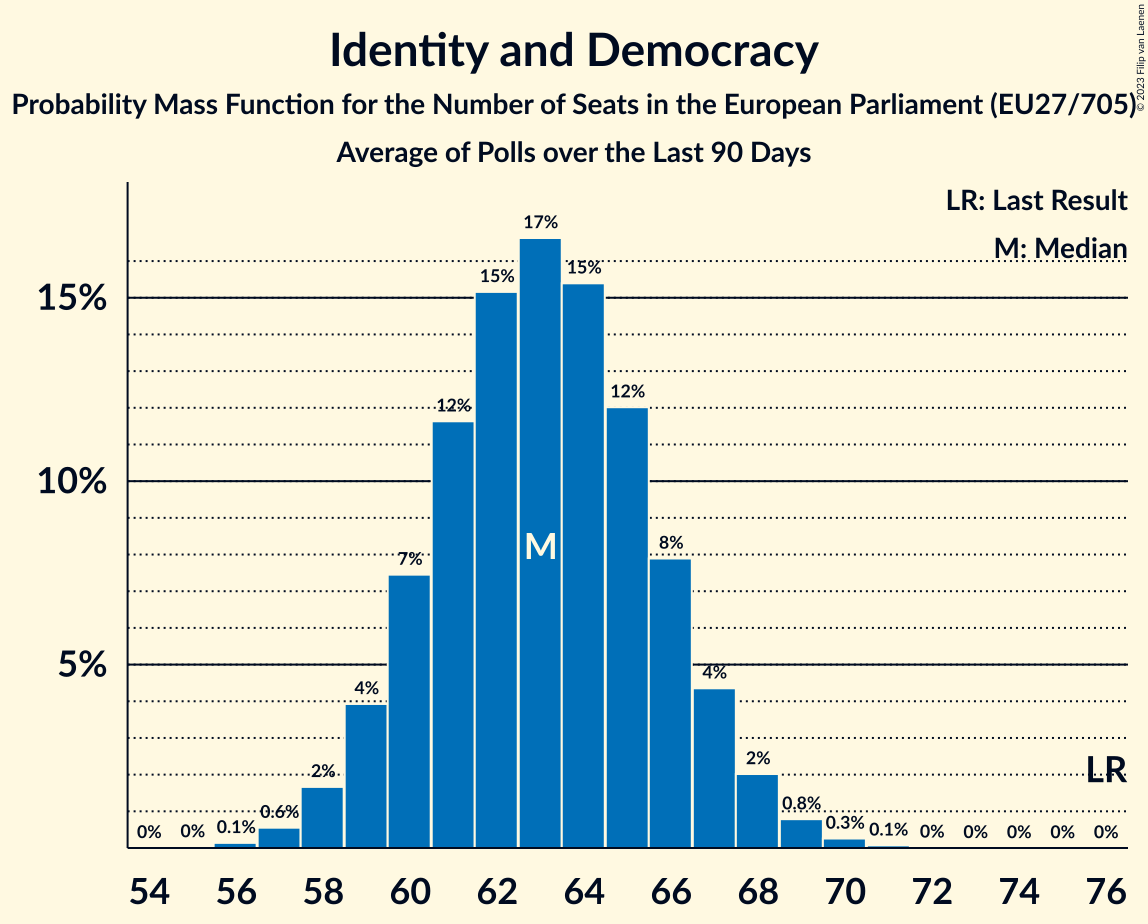 Identity and Democracy
Probability Mass Function for the Number of Seats in the European Parliament (EU27/705)
Average of Polls over the Last 90 Days
© 2023 Filip van Laenen
LR: Last Result
M: Median
15%
10%
5%
0% 0% 0.1% 0.6% 2% 4% 7% 12% 15% 17% 15% 12% 8% 4% 2% 0.8% 0.3% 0.1% 0% 0% 0% 0% 0%
M
LR
54 56 58 60 62 64 66 68 70 72 74 76